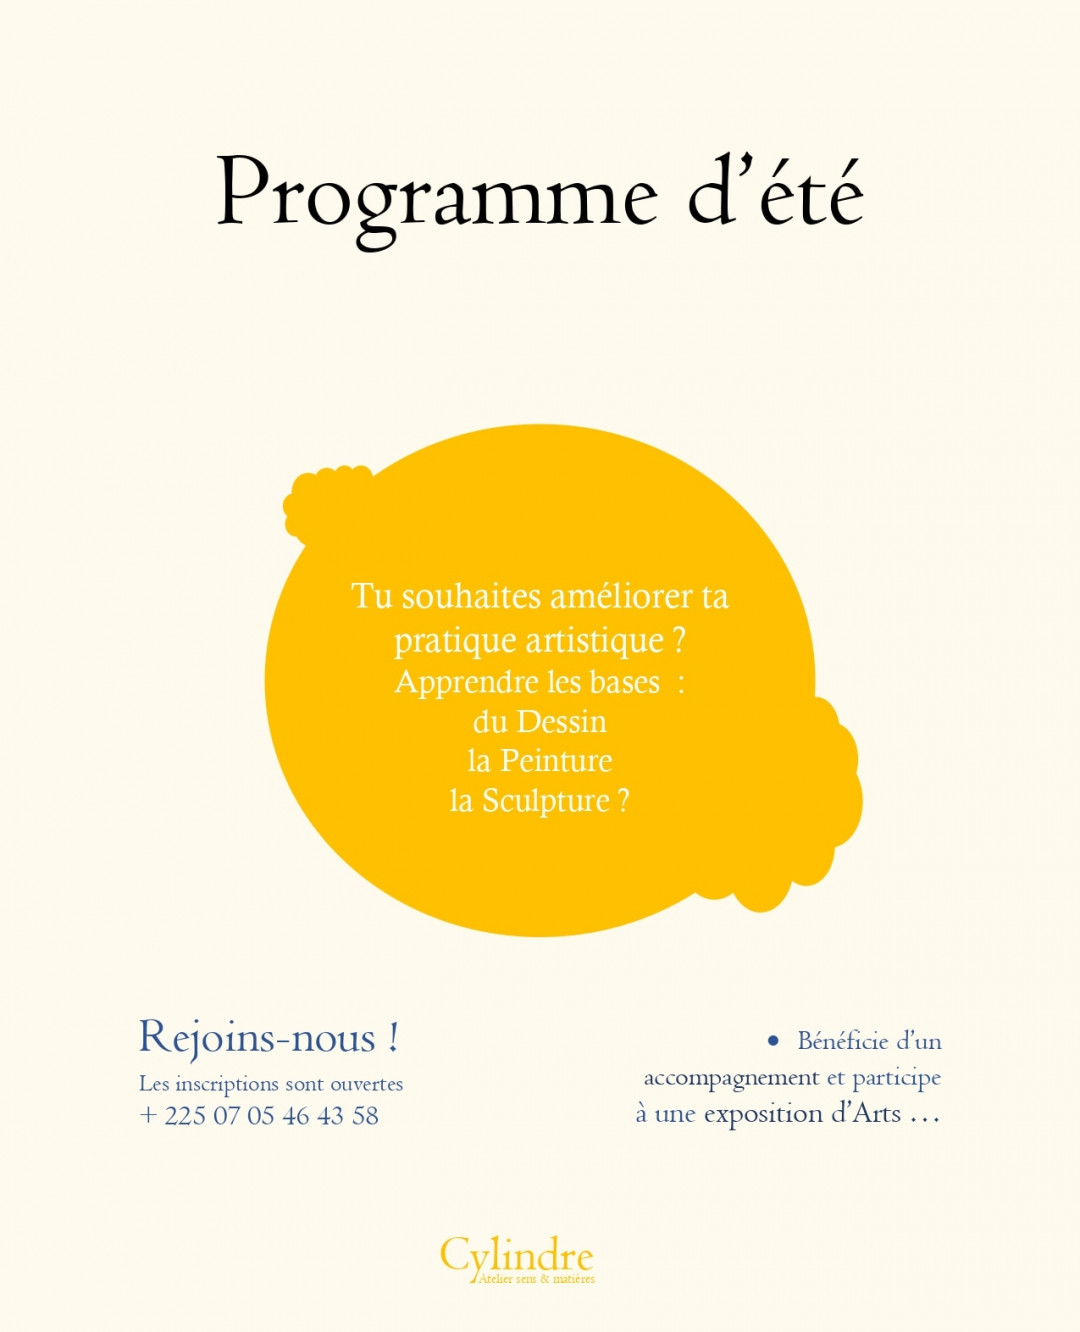 Programme d’été
Tu souhaites améliorer ta
pratique artistique ?
Apprendre les bases :
du Dessin
la Peinture
la Sculpture ?
Rejoins-nous !
Les inscriptions sont ouvertes
+ 225 07 05 46 43 58
• Bénéficie d’un
accompagnement et participe
à une exposition d’Arts …
Cylindre
Atelier sens & matières